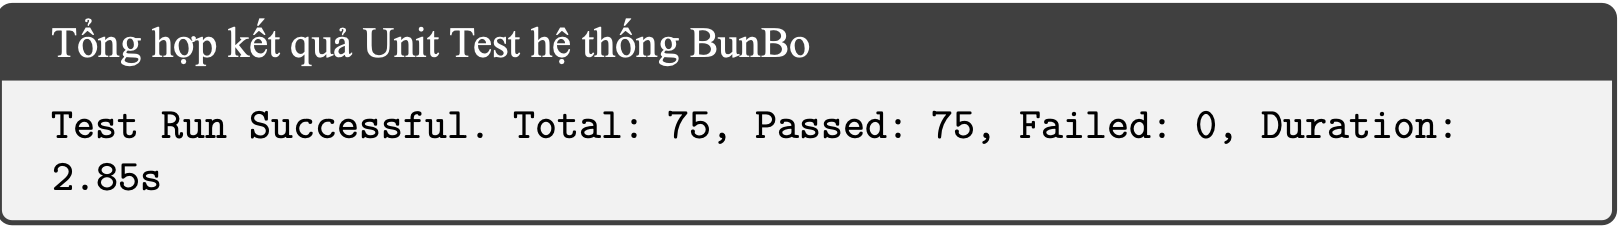 Tổng hợp kết quả Unit Test hệ thống BunBo
Test Run Successful. Total: 75, Passed: 75, Failed: 0, Duration:
2.85s